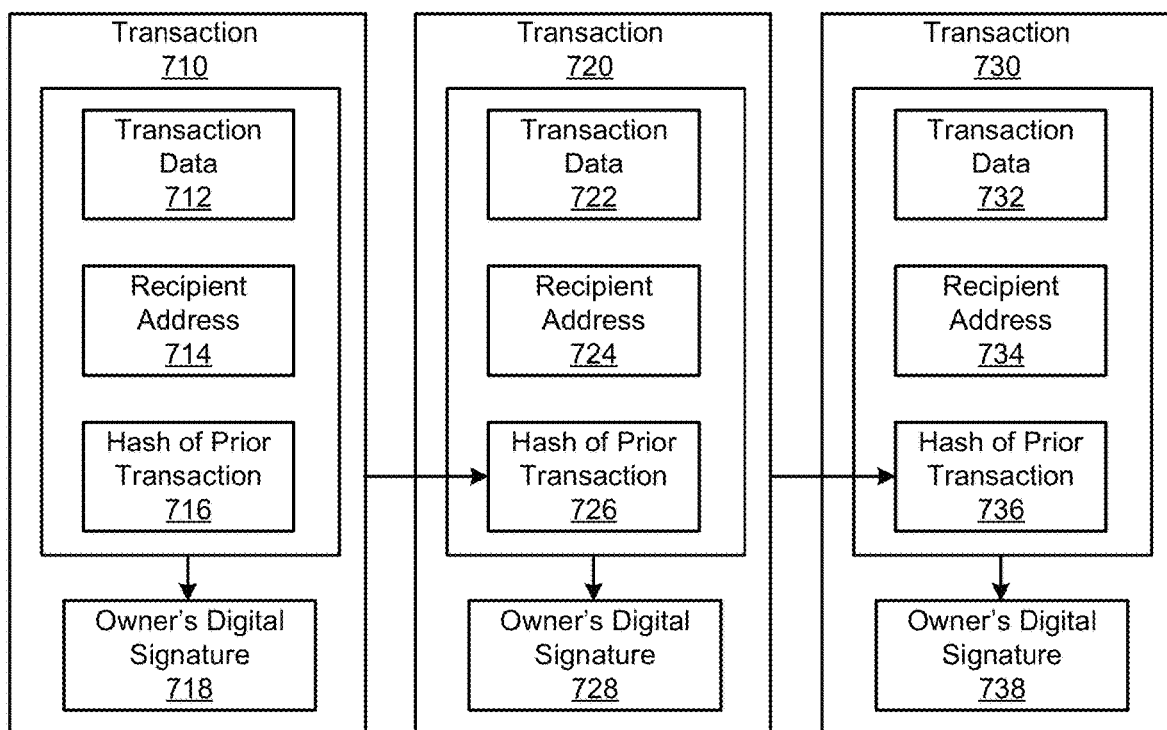 Transaction
710
Transaction
Data
712
Recipient
Address
714
Hash of Prior
Transaction
716
Owner's Digital
Signature
718
Transaction
720
Transaction
Data
722
Recipient
Address
724
Hash of Prior
Transaction
726
Owner's Digital
Signature
728
Transaction
730
Transaction
Data
732
Recipient
Address
734
Hash of Prior
Transaction
736
Owner's Digital
Signature
738